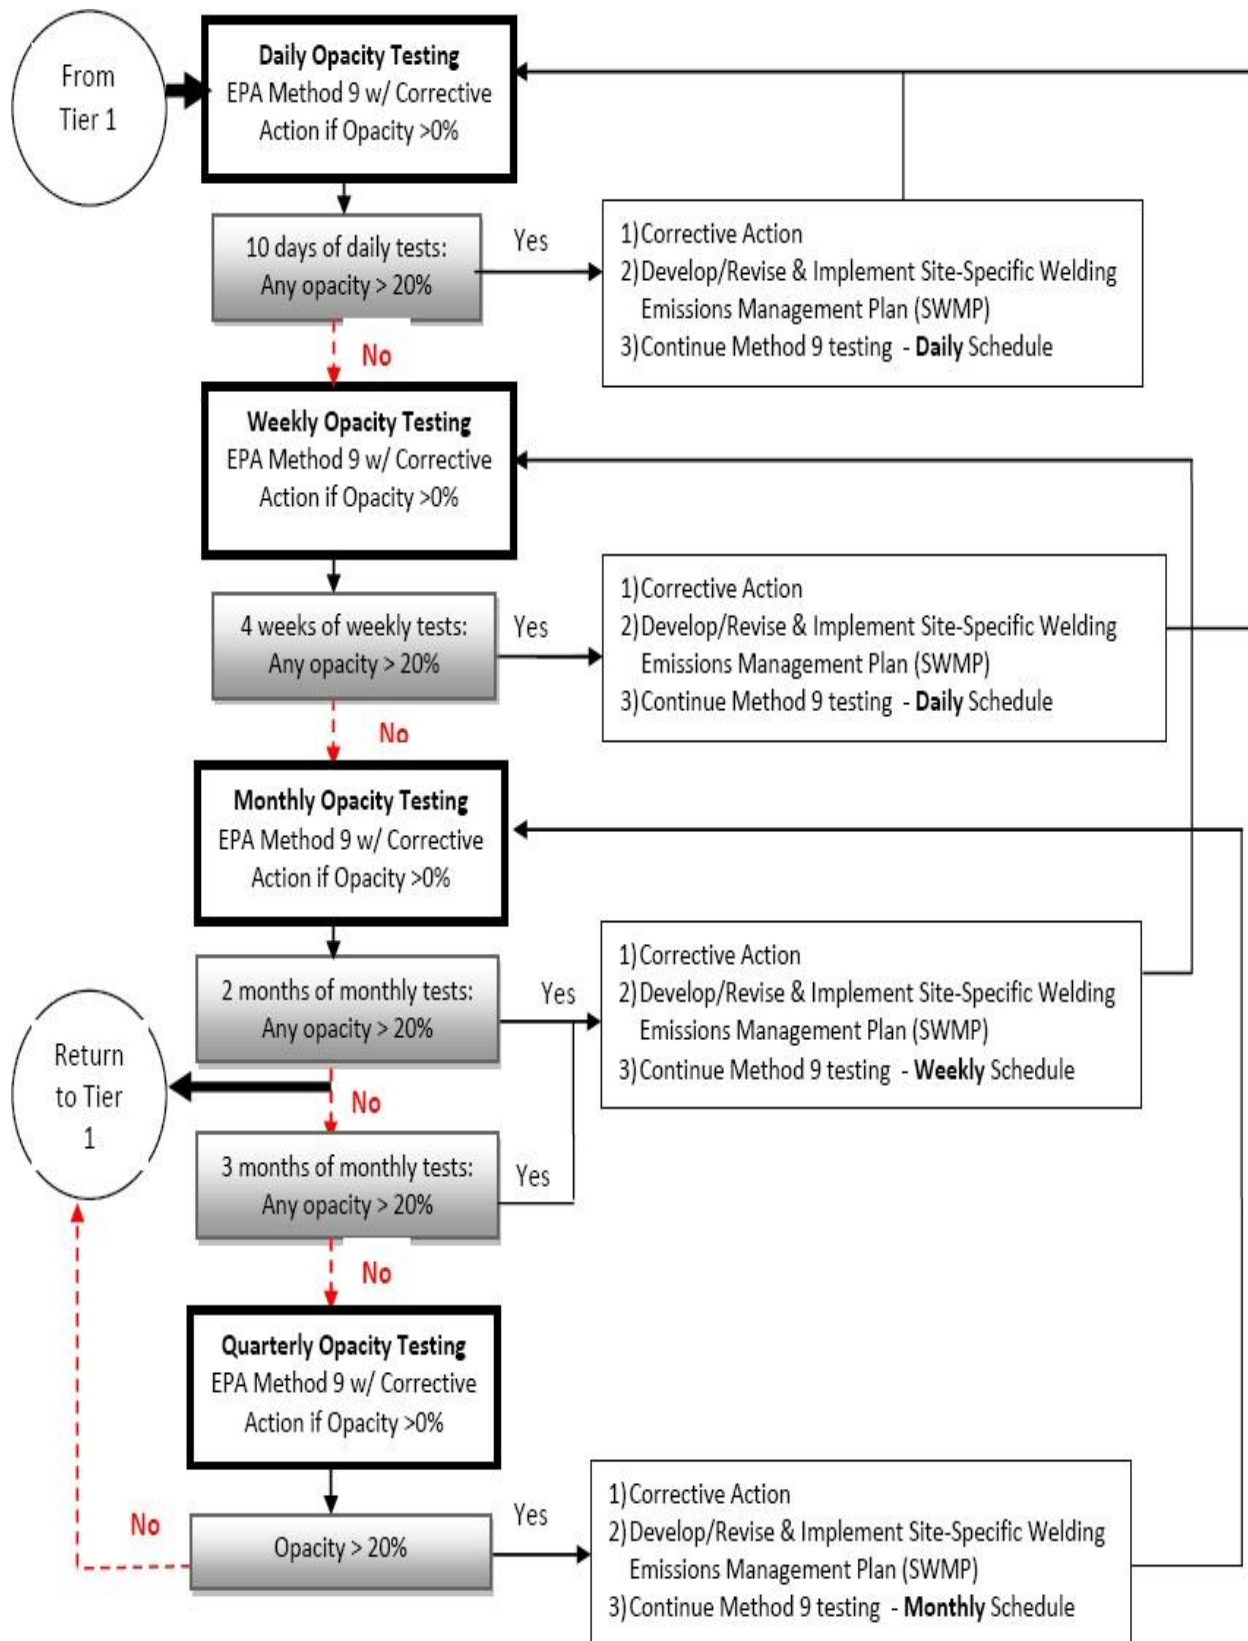 From
Tier 1
Daily Opacity Testing
EPA Method 9 w/ Corrective
Action if Opacity >0%
10 days of daily tests:
Any opacity > 20%
Yes
1)Corrective Action
2)Develop/Revise & Implement Site-Specific Welding
Emissions Management Plan (SWMP)
3)Continue Method 9 testing - Daily Schedule
No
Weekly Opacity Testing
EPA Method 9 w/ Corrective
Action if Opacity >0%
4 weeks of weekly tests:
Any opacity > 20%
Yes
1)Corrective Action
2)Develop/Revise & Implement Site-Specific Welding
Emissions Management Plan (SWMP)
3)Continue Method 9 testing - Daily Schedule
No
Monthly Opacity Testing
EPA Method 9 w/ Corrective
Action if Opacity >0%
2 months of monthly tests:
Any opacity > 20%
Yes
1)Corrective Action
2)Develop/Revise & Implement Site-Specific Welding
Emissions Management Plan (SWMP)
3)Continue Method 9 testing - Weekly Schedule
Return
to Tier
1
No
3 months of monthly tests:
Any opacity > 20%
Yes
No
Quarterly Opacity Testing
EPA Method 9 w/ Corrective
Action if Opacity >0%
No
Opacity > 20%
Yes
1)Corrective Action
2)Develop/Revise & Implement Site-Specific Welding
Emissions Management Plan (SWMP)
3)Continue Method 9 testing - Monthly Schedule